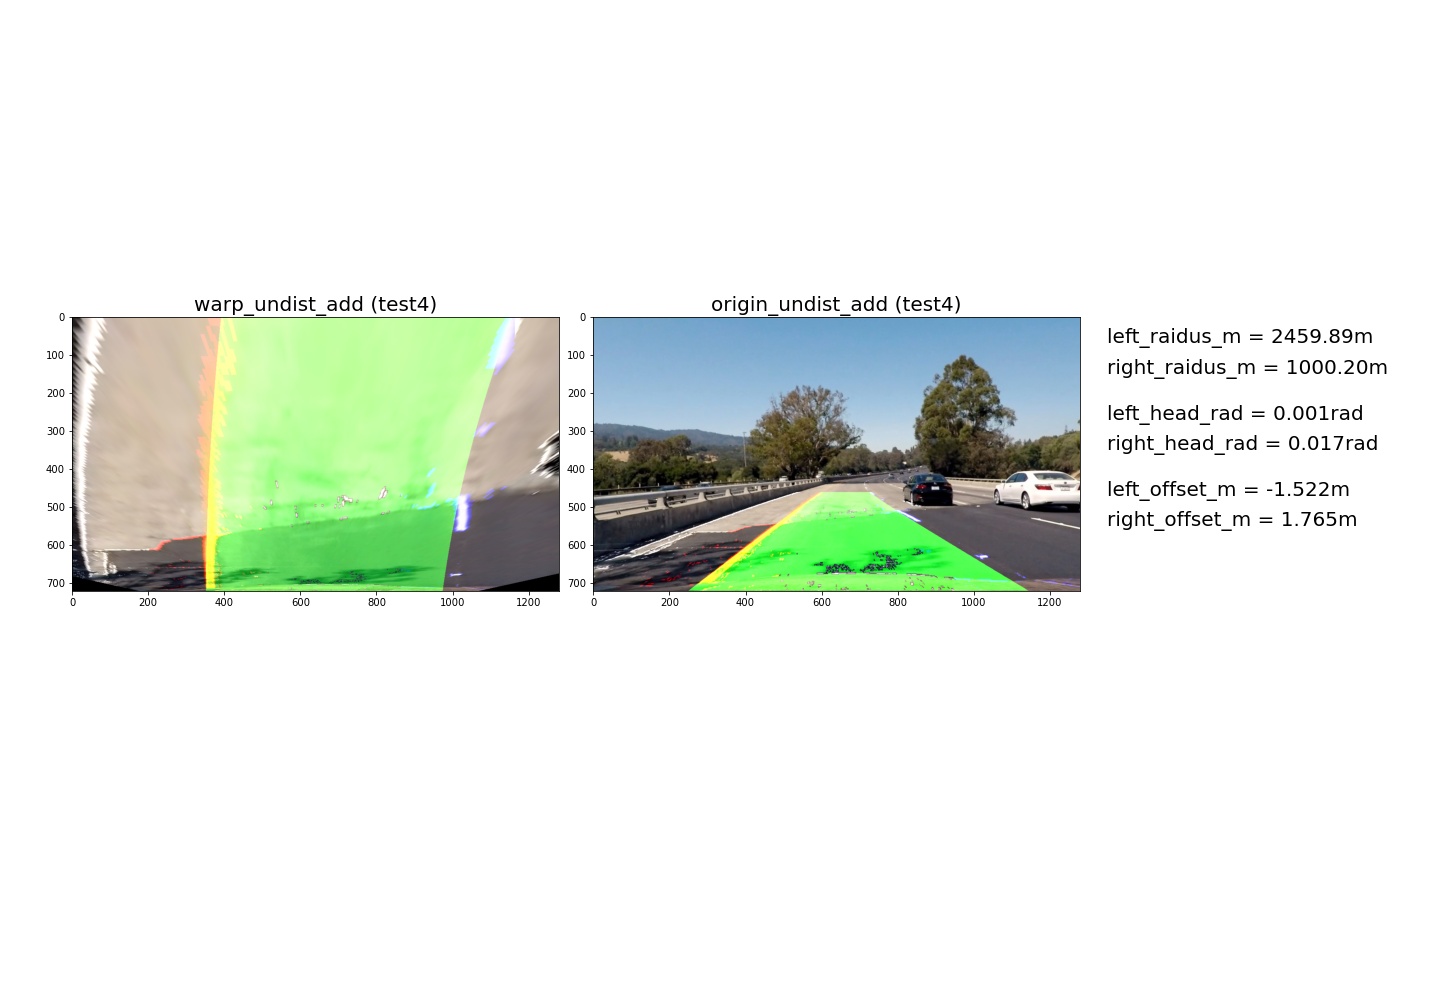 warp_undist_add (test4)
0
100
200
300
400
500
600
700
0 200 400 600 800 1000 1200
origin_undist_add (test4)
0
100
200
300
400
500
600
700
0 200 400 600 800 1000 1200
left_raidus_m = 2459.89m
right_raidus_m = 1000.20m
left_head_rad = 0.001rad
right_head_rad = 0.017rad
left_offset_m = -1.522m
right_offset_m = 1.765m